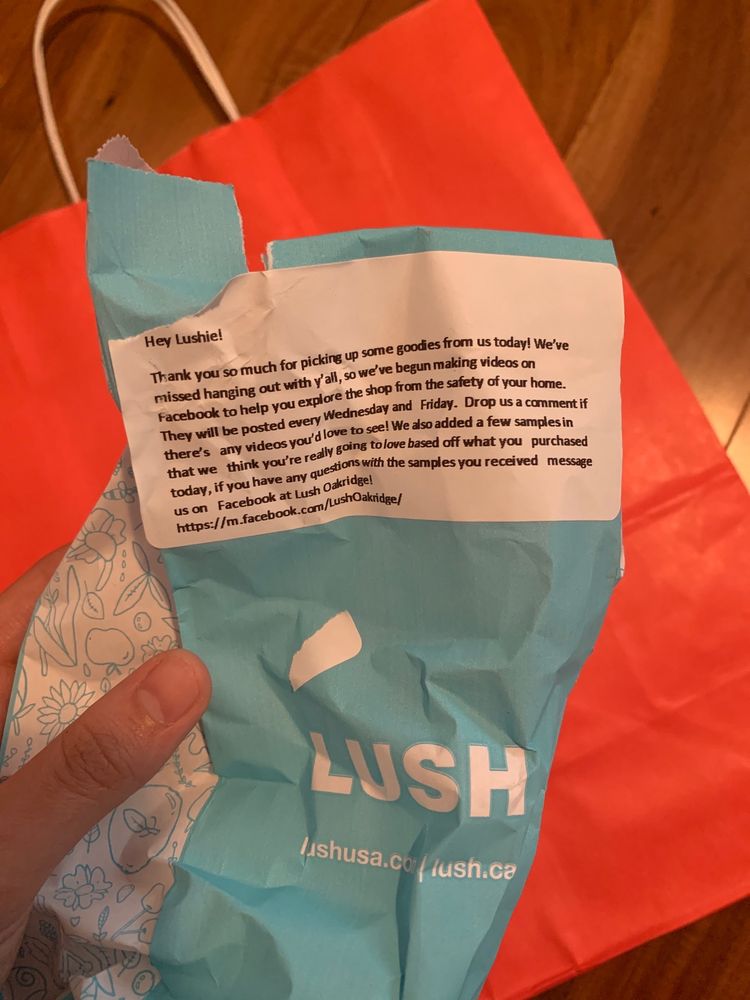 Hey Lushie!
Thank you so much for picking up some goodies from us today! We've
missed hanging out with y'all, so we've begun making videos on
Facebook to help you explore the shop from the safety of your home.
They will be posted every Wednesday and Friday. Drop us a comment if
there's any videos you'd love to see! We also added a few samples in
that we think you're really going to love based off what you purchased
today, if you have any questions with the samples you received message
us on Facebook at Lush Oakridge!
https://m.facebook.com/LushOakridge/
LUSH
lushusa.co/ lush.ca